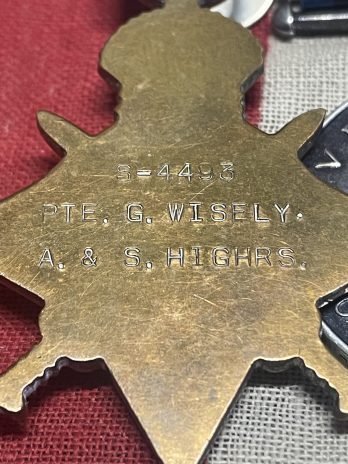 S=4493
PTE. G. WISELY.
A. & S. HIGHRS.